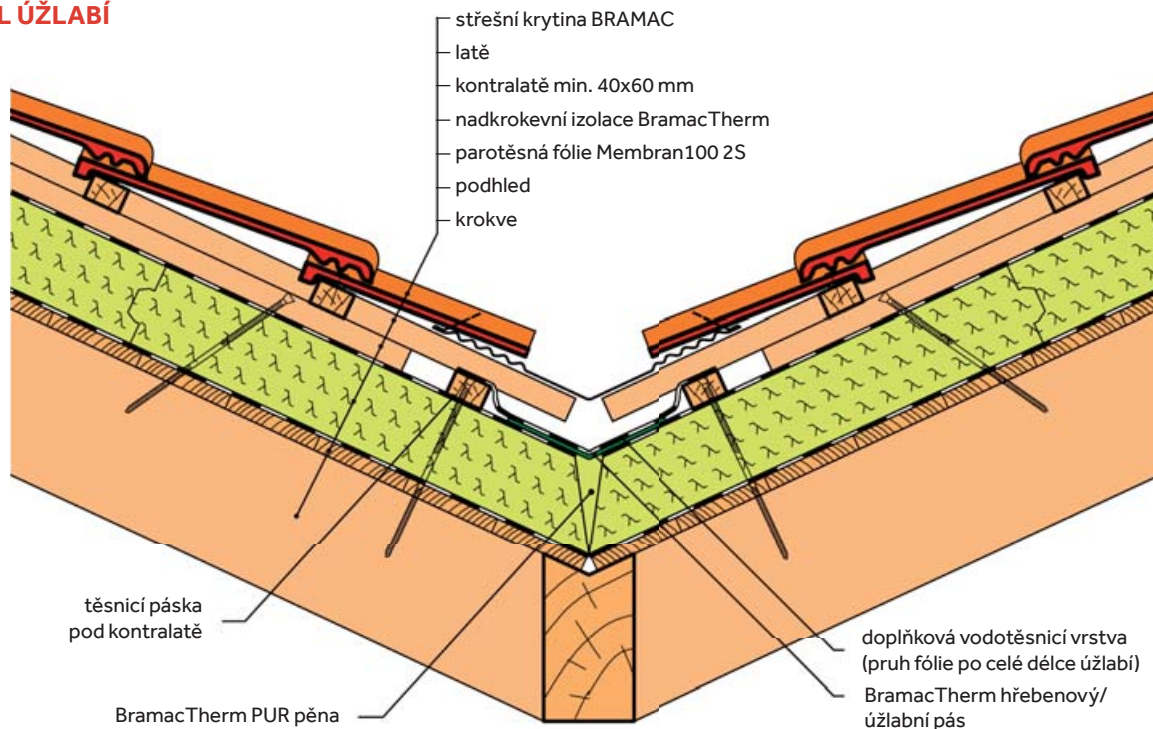 L ÚŽLABÍ
střešní krytina BRAMAC
latě
kontralatě min. 40x60 mm
nadkrokevní izolace BramacTherm
parotěsná fólie Membran100 2S
podhled
krokve
těsnicí páska
pod kontralatě
BramacTherm PUR pěna
doplňková vodotěsnicí vrstva
(pruh fólie po celé délce úžlabí)
BramacTherm hřebenový/
úžlabní pás